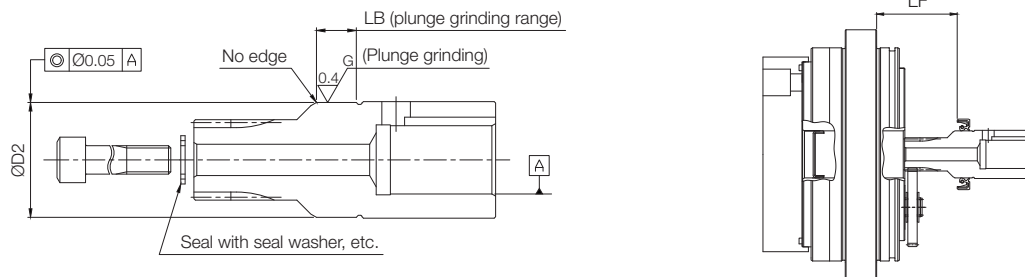 LB (plunge grinding range)
LF
No edge
G
(Plunge grinding)
0.4
◎ Ø0.05 A
ØD2
A
Seal with seal washer, etc.